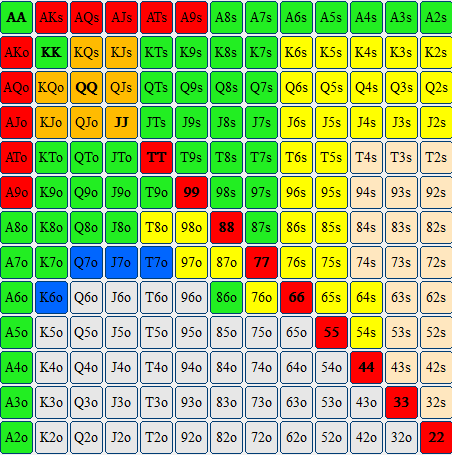 AA AKs AQs AJs ATs A9s A8s A7s A6s A5s A4s A3s A2s
AKo KK KQs KJs KTs K9s K8s K7s K6s K5s K4s K3s K2s
AQo KQo QQ QJs QTs Q9s Q8s Q7s Q6s Q5s Q4s Q3s Q2s
AJo KJo QJo JJ JTs J9s J8s J7s J6s J5s J4s J3s J2s
ATo KTo QTo JTo TT T9s T8s T7s T6s T5s T4s T3s T2s
A9o K9o Q9o J9o T9o 99 98s 97s 96s 95s 94s 93s 92s
A8o K8o Q8o J8o T8o 98o 88 87s 86s 85s 84s 83s 82s
A7o K7o Q7o J7o T7o 97o 87o 77 76s 75s 74s 73s 72s
A6o K6o Q6o J6o T6o 96o 86o 76o 66 65s 64s 63s 62s
A5o K5o Q5o J5o T5o 95o 85o 75o 65o 55 54s 53s 52s
A4o K4o Q4o J4o T4o 94o 84o 74o 64o 54o 44 43s 42s
A3o K3o Q3o J3o T3o 93o 83o 73o 63o 53o 43o 33 32s
A2o K2o Q2o J2o T2o 92o 82o 72o 62o 52o 42o 32o 22